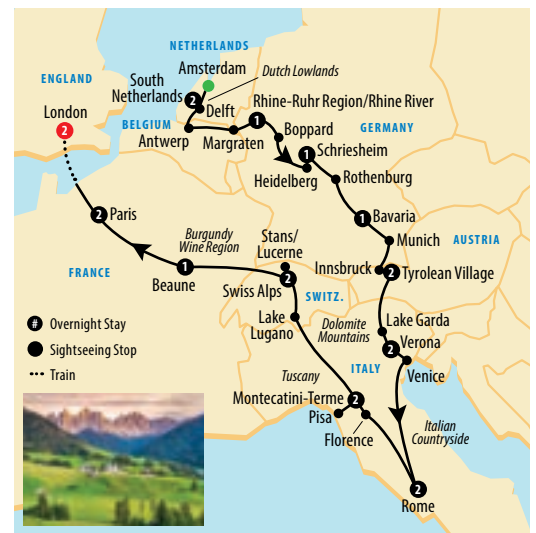 NETHERLANDS
Amsterdam
Dutch Lowlands
ENGLAND
South
Netherlands
2
Delft
London
2
BELGIUM
Antwerp
Margraten
1
Rhine-Ruhr Region/Rhine River
Boppard
GERMANY
1
Schriesheim
Heidelberg
Rothenburg
1
Bavaria
Munich
AUSTRIA
Innsbruck
2
Tyrolean Village
2
Paris
Burgundy
Wine Region
Stans/
Lucerne
FRANCE
1
Beaune
2
Swiss Alps
SWITZ.
Lake
Lugano
Dolomite
Mountains
Lake Garda
2
Verona
Venice
ITALY
Tuscany
Montecatini-Terme
2
Pisa
Florence
Italian
Countryside
2
Rome
# Overnight Stay
Sightseeing Stop
Train